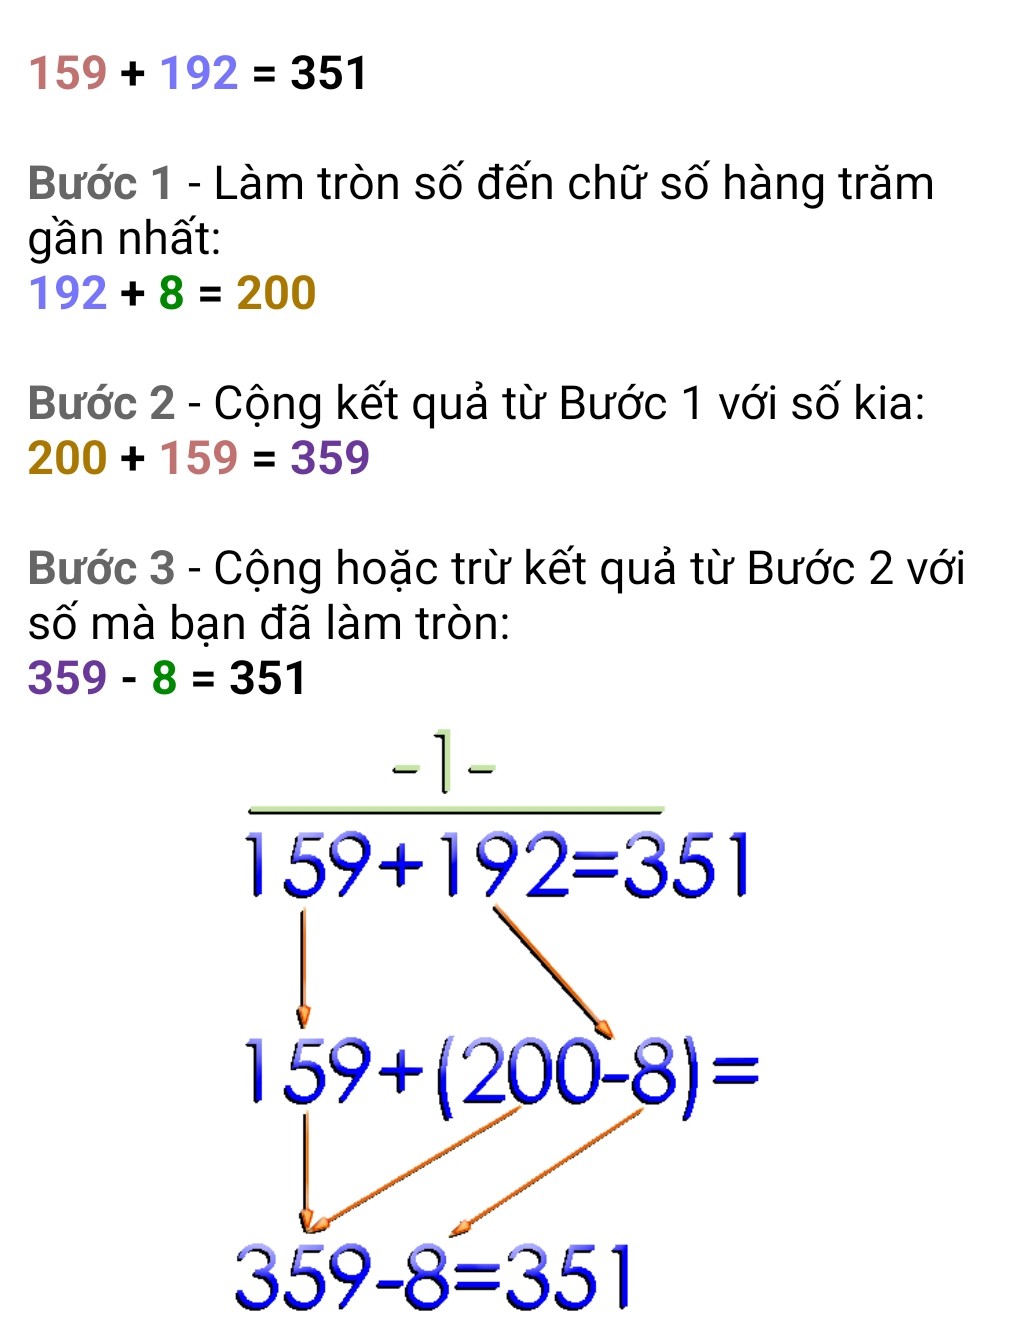 159 + 192 = 351
Bước 1 - Làm tròn số đến chữ số hàng trăm
gần nhất:
192 + 8 = 200
Bước 2 - Cộng kết quả từ Bước 1 với số kia:
200 + 159 = 359
Bước 3 - Cộng hoặc trừ kết quả từ Bước 2 với
số mà bạn đã làm tròn:
359 - 8 = 351
-1-
159+192=351
159+(200-8)=
359-8=351